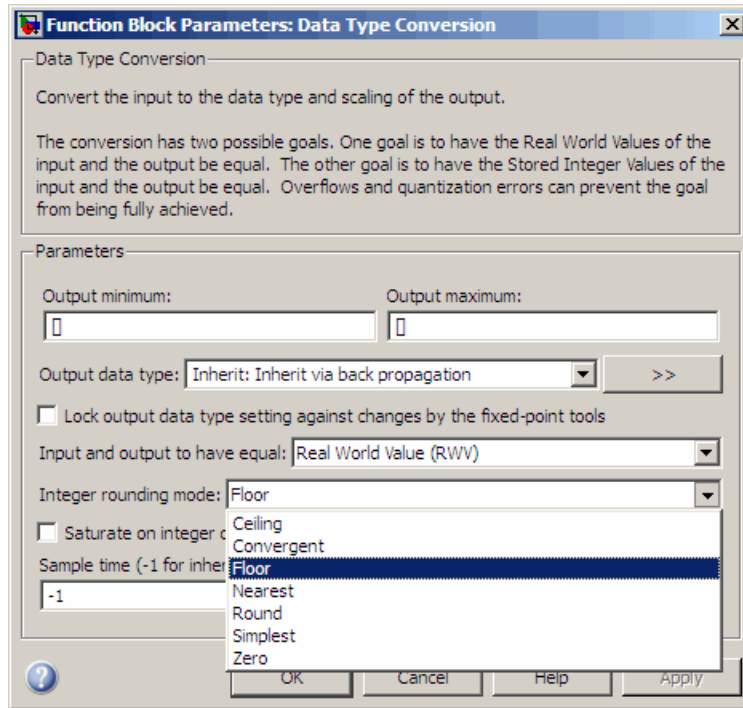 Function Block Parameters: Data Type Conversion
Data Type Conversion
Convert the input to the data type and scaling of the output.
The conversion has two possible goals. One goal is to have the Real World Values of the
input and the output be equal. The other goal is to have the Stored Integer Values of the
input and the output be equal. Overflows and quantization errors can prevent the goal
from being fully achieved.
Parameters
Output minimum: Output maximum:
[] []
Output data type: Inherit: Inherit via back propagation >>
Lock output data type setting against changes by the fixed-point tools
Input and output to have equal: Real World Value (RWV)
Integer rounding mode: Floor
Saturate on integer
Ceiling
Convergent
Sample time (-1 for
Floor
-1
Nearest
Round
Simplest
Zero
OK Cancel Help Apply